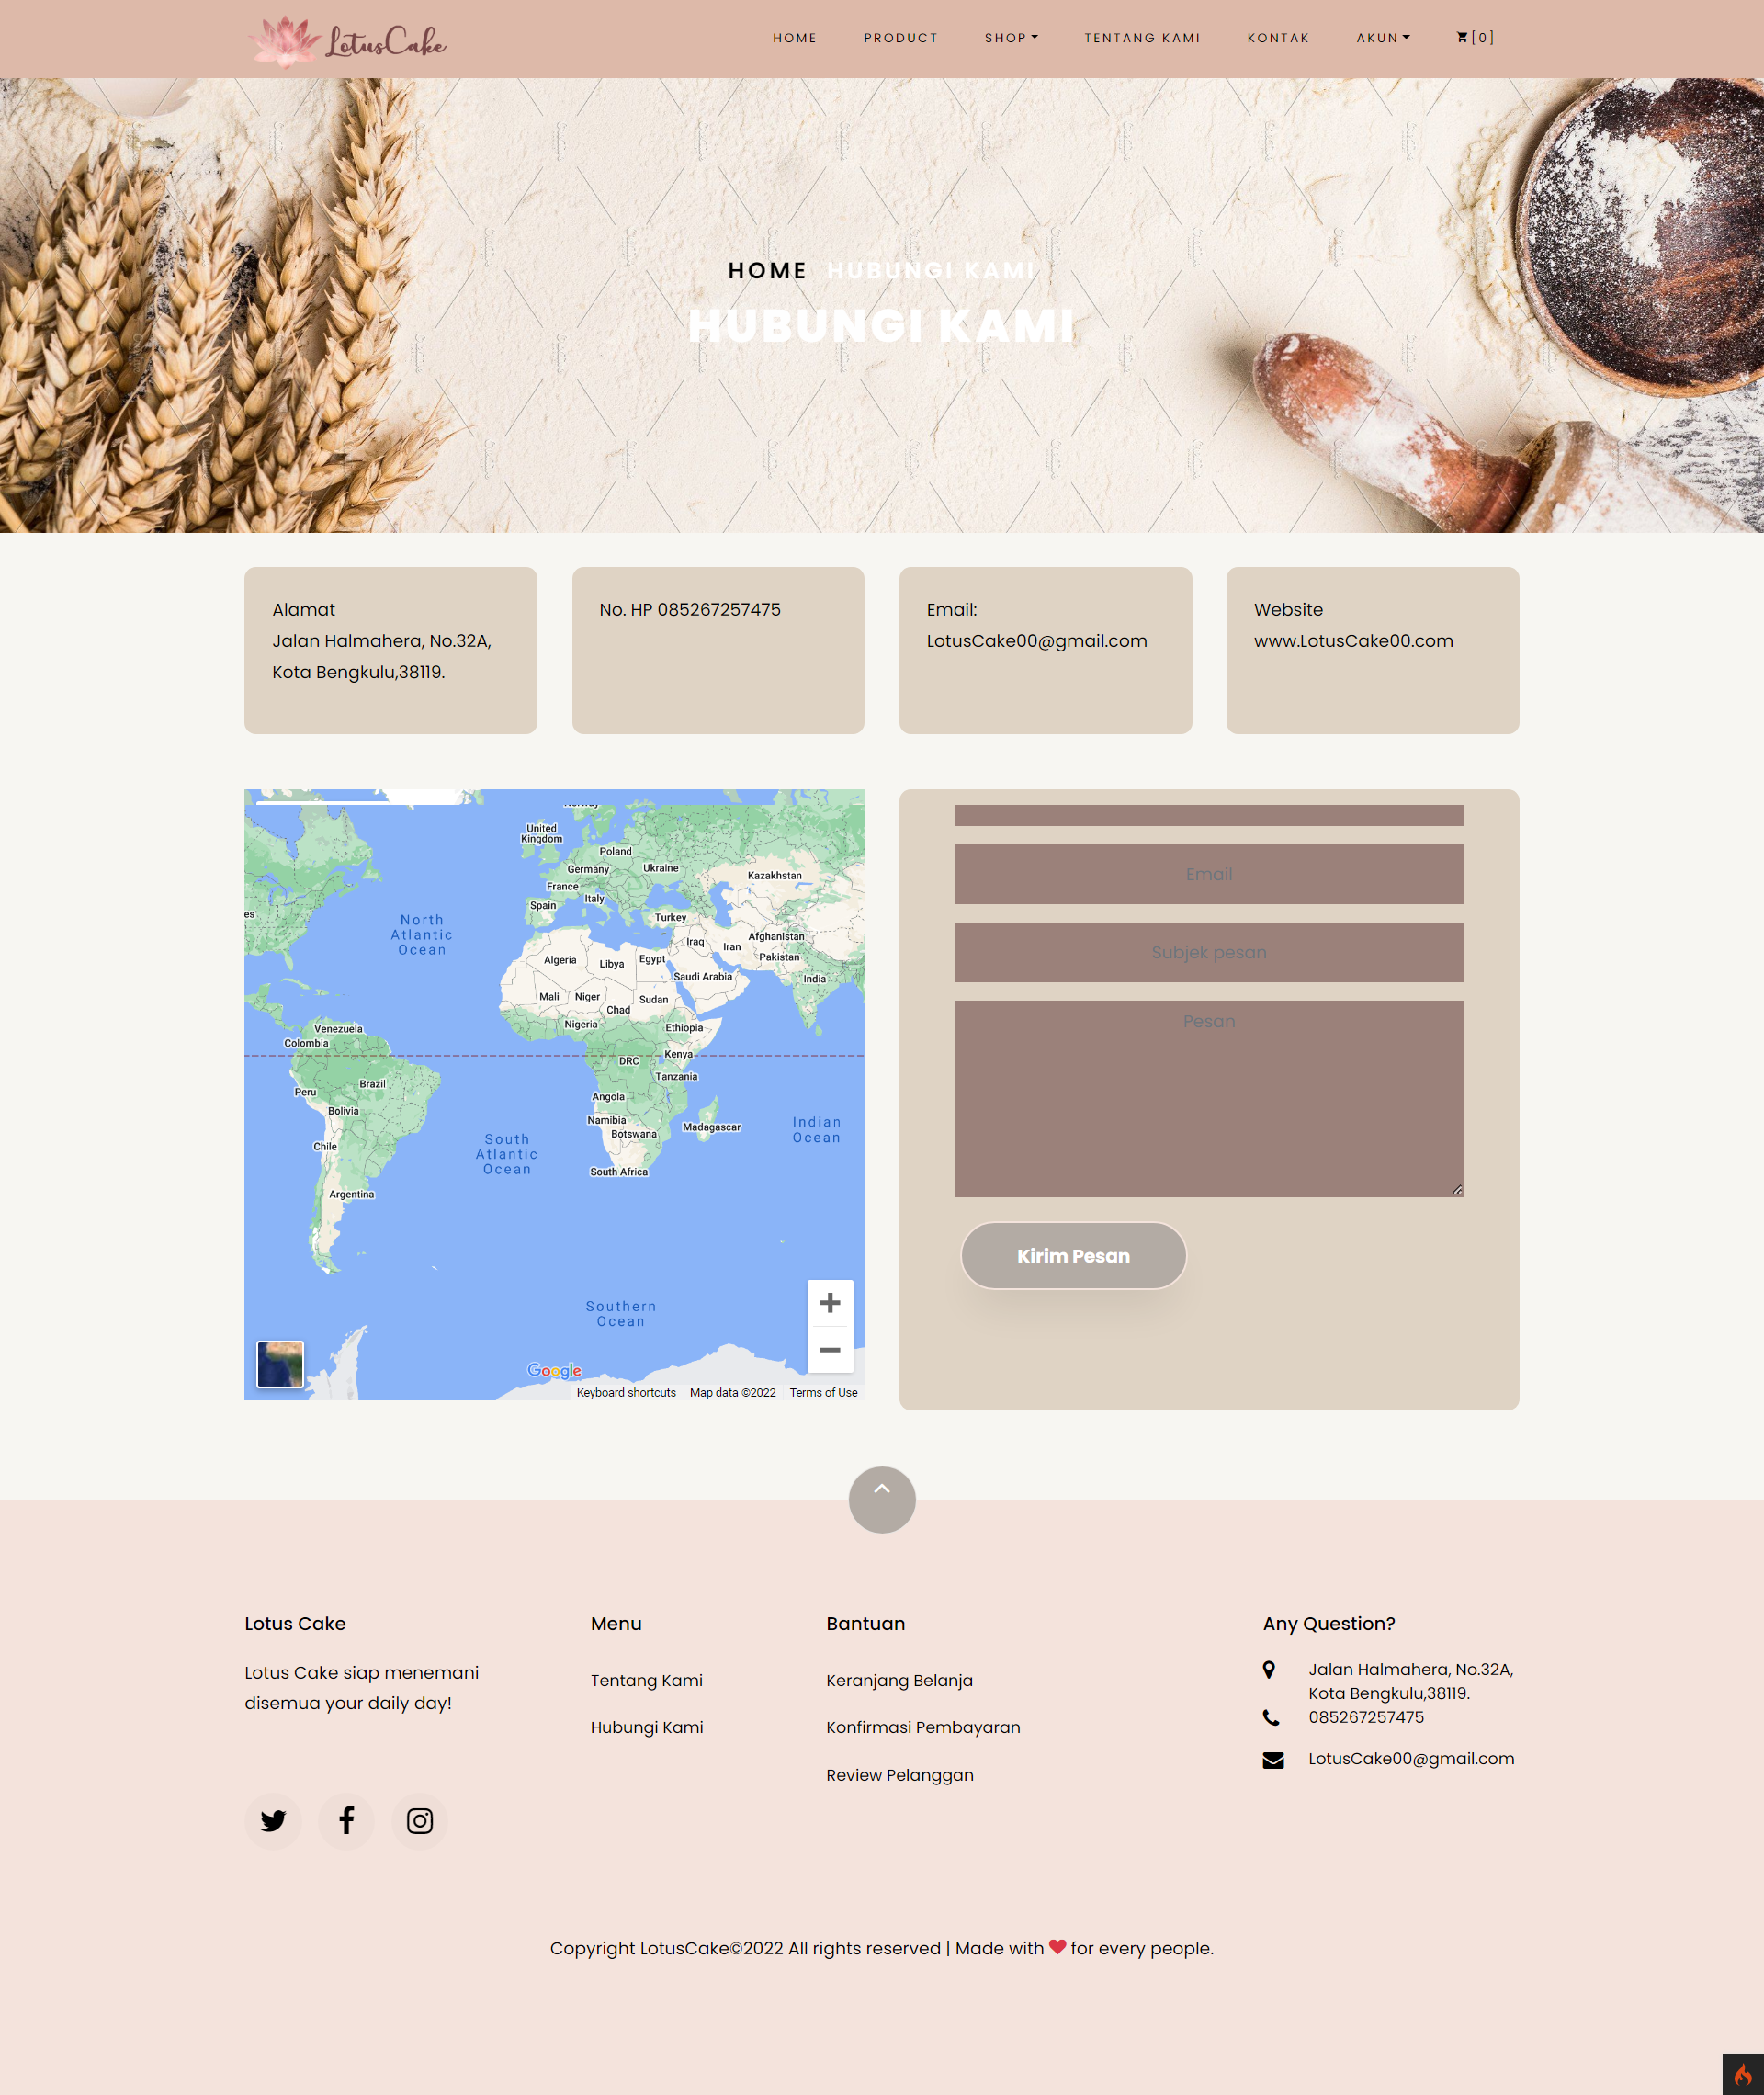 LotusCake
HOME PRODUCT SHOP TENTANG KAMI KONTAK AKUN [0]
HOME HUBUNGI KAMI
HUBUNGI KAMI
Alamat
Jalan Halmahera, No.32A,
Kota Bengkulu,38119.
No. HP 085267257475
Email:
LotusCake00@gmail.com
Website
www.LotusCake00.com
United
Kingdom
Poland
Germany
Ukraine
Kazakhstan
France
Italy
Spain
Turkey
es
North
Atlantic
Ocean
Afghanistan
Iraq
Iran
Pakistan
Algeria
Libya
Egypt
Saudi Arabia
India
Mali
Niger
Sudan
Chad
Nigeria
Ethiopia
Venezuela
Colombia
DRC
Kenya
Tanzania
Brazil
Peru
Angola
Bolivia
Namibia
Botswana
Madagascar
Indian
Ocean
Chile
South
Atlantic
Ocean
South Africa
Argentina
Southern
Ocean
Google
Keyboard shortcuts Map data ©2022 Terms of Use
Email
Subjek pesan
Pesan
Kirim Pesan
Lotus Cake
Lotus Cake siap menemani
disemua your daily day!
Menu
Tentang Kami
Hubungi Kami
Bantuan
Keranjang Belanja
Konfirmasi Pembayaran
Review Pelanggan
Any Question?
Jalan Halmahera, No.32A,
Kota Bengkulu,38119.
085267257475
LotusCake00@gmail.com
Copyright LotusCake©2022 All rights reserved | Made with ❤ for every people.